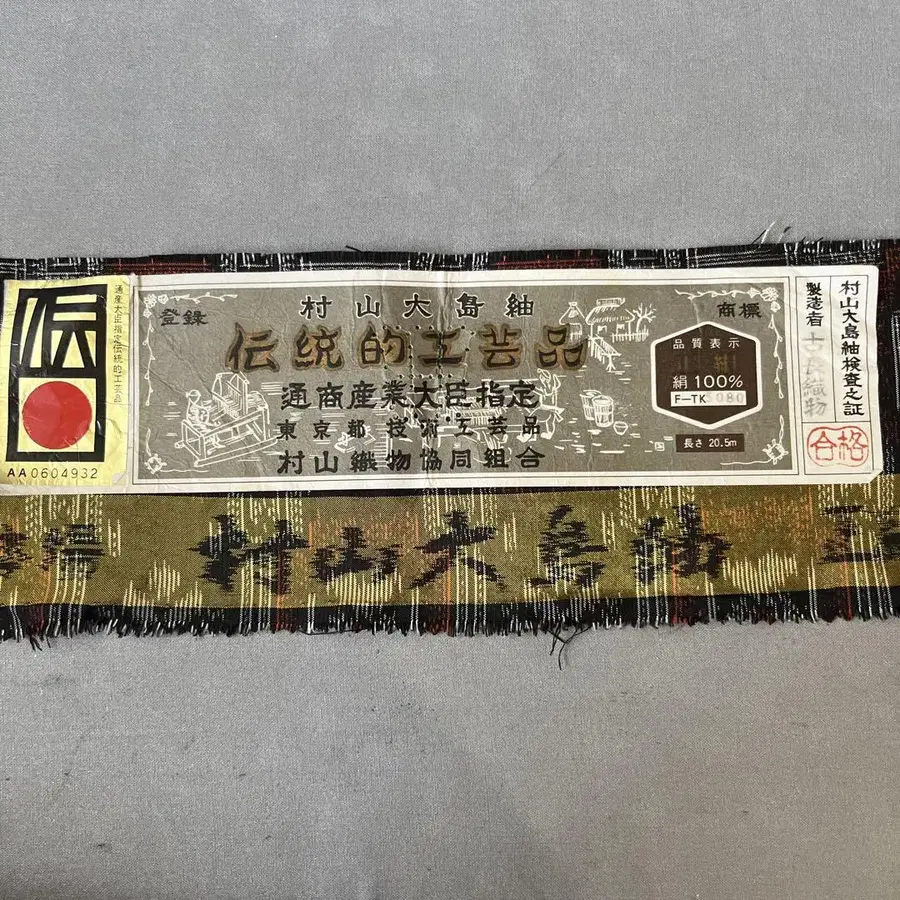 伝
通産大臣指定伝統的工芸品
AA0604932
登録
村山大島紬
商標
伝統的工芸品
通商産業大臣指定
東京都技術工芸品
村山織物協同組合
品質表示
絹 100%
F-TK 5080
長さ 20.5m
村山大島紬検査之証
製造者
織物
合格
村山大島紬